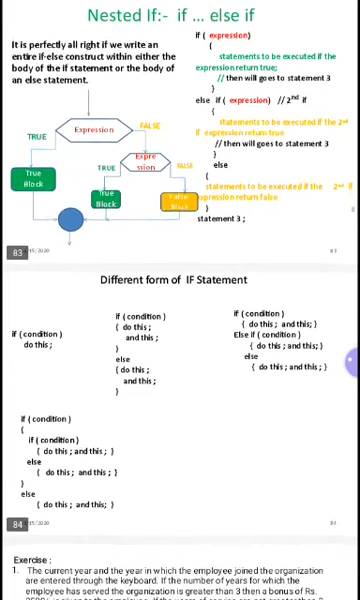 Nested If:- if ... else if
It is perfectly all right if we write an
entire if-else construct within either the
body of the if statement or the body of
an else statement.
Expression
TRUE
FALSE
True
Block
Expre
ssion
TRUE
FALSE
True
Block
False
Block
if ( expression)
{
statements to be executed if the
expression return true;
// then will goes to statement 3
}
else if ( expression) // 2nd if
{
statements to be executed if the 2nd
if expression return true
// then will goes to statement 3
}
else
{
statements to be executed if the 2nd if
expression return false
}
statement 3 ;
83
83
Different form of IF Statement
if ( condition )
do this ;
if ( condition )
{ do this ;
and this ;
}
else
{ do this ;
and this ;
}
if ( condition )
{ do this ; and this; }
Else if ( condition )
{ do this ; and this; }
else
{ do this ; and this ; }
if ( condition )
{
if ( condition )
{ do this ; and this ; }
else
{ do this ; and this ; }
}
else
{ do this ; and this; }
84
84
Exercise ;
1. The current year and the year in which the employee joined the organization
are entered through the keyboard. If the number of years for which the
employee has served the organization is greater than 3 then a bonus of Rs.